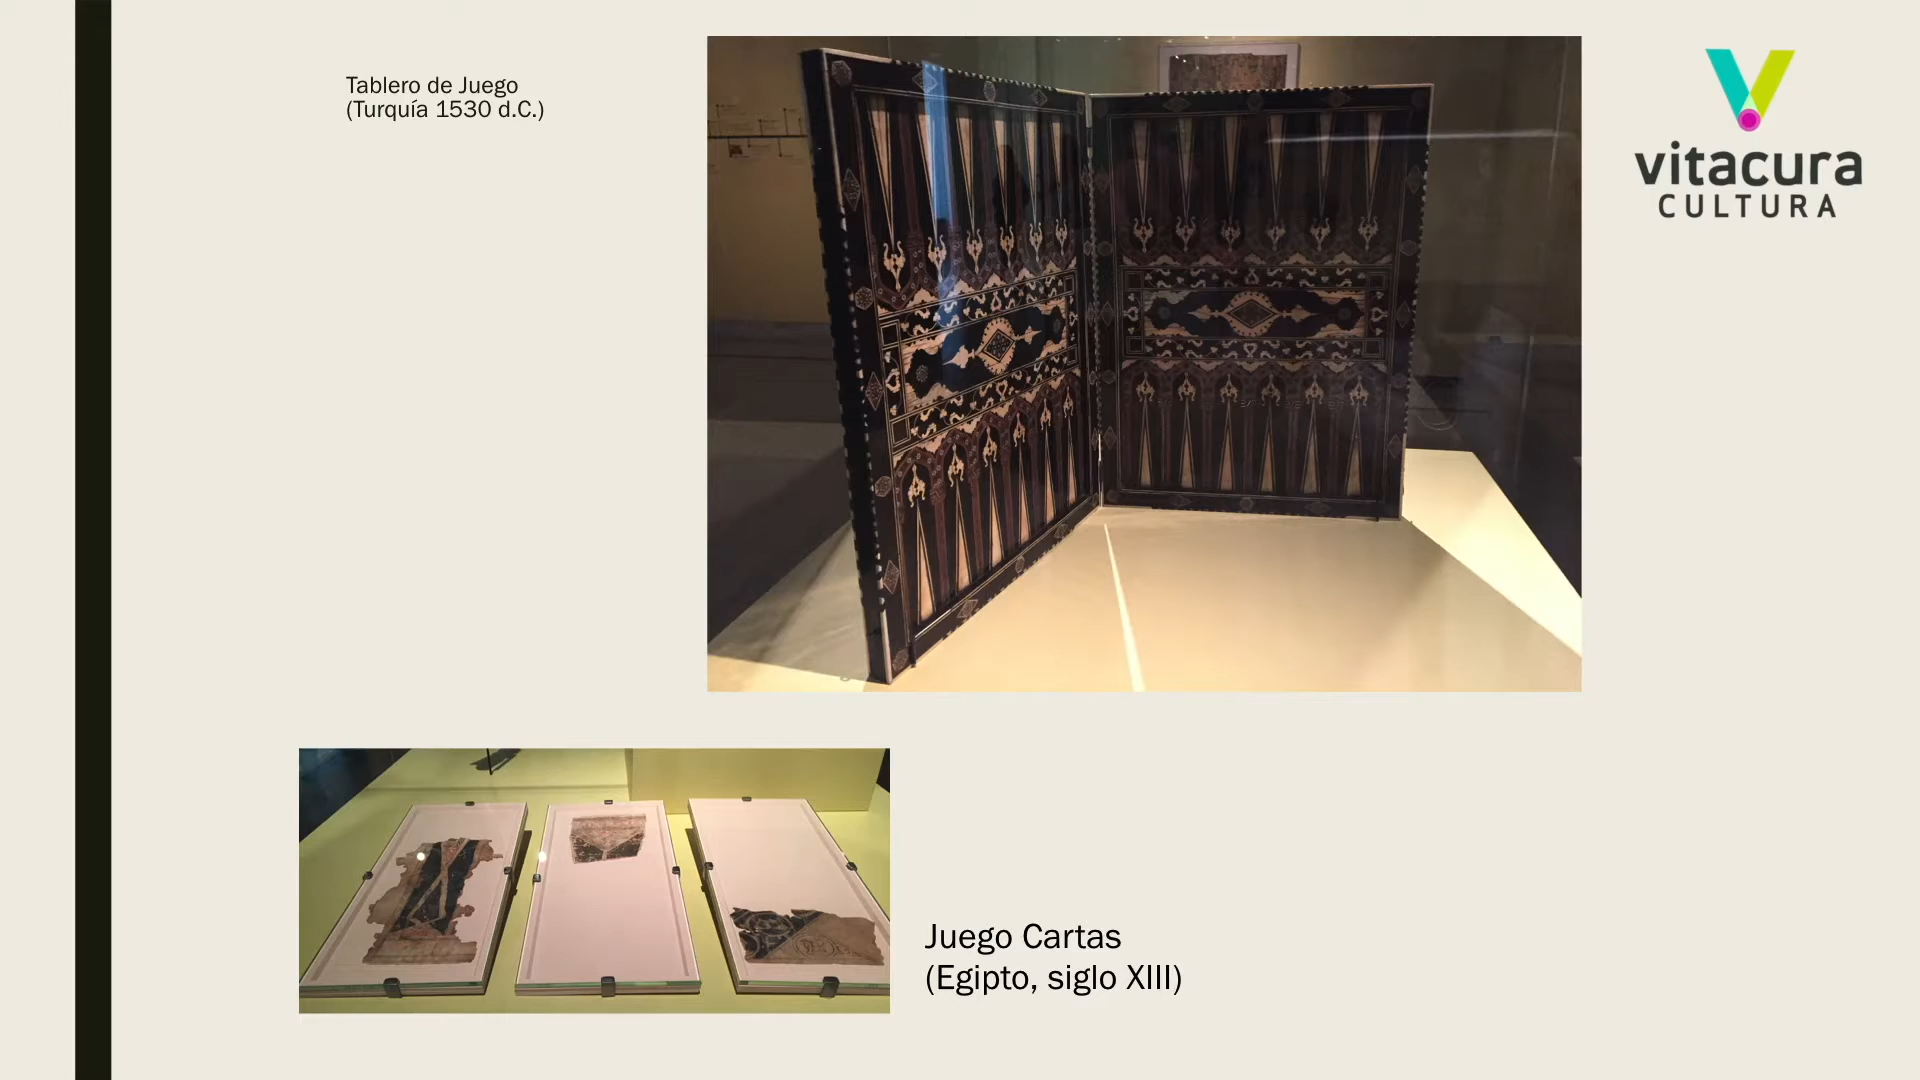 Tablero de Juego
(Turquía 1530 d.C.)
vitacura
CULTURA
Juego Cartas
(Egipto, siglo XIII)